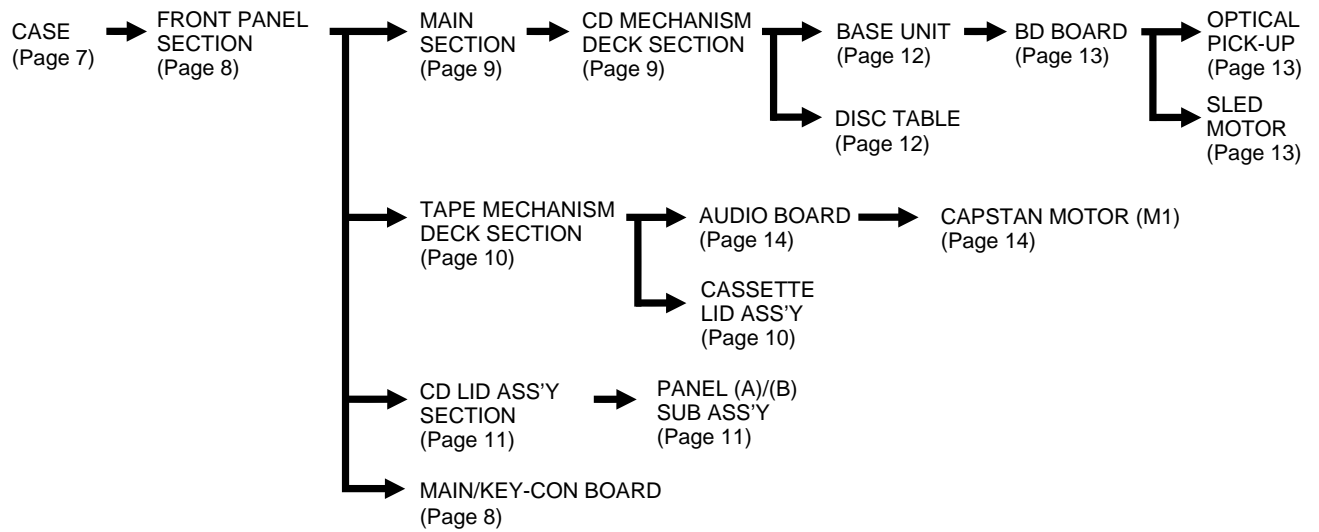 CASE
(Page 7)
FRONT PANEL
SECTION
(Page 8)
MAIN
SECTION
(Page 9)
CD MECHANISM
DECK SECTION
(Page 9)
BASE UNIT
(Page 12)
BD BOARD
(Page 13)
OPTICAL
PICK-UP
(Page 13)
DISC TABLE
(Page 12)
SLED
MOTOR
(Page 13)
TAPE MECHANISM
DECK SECTION
(Page 10)
AUDIO BOARD
(Page 14)
CAPSTAN MOTOR (M1)
(Page 14)
CASSETTE
LID ASS'Y
(Page 10)
CD LID ASS'Y
SECTION
(Page 11)
PANEL (A)/(B)
SUB ASS'Y
(Page 11)
MAIN/KEY-CON BOARD
(Page 8)